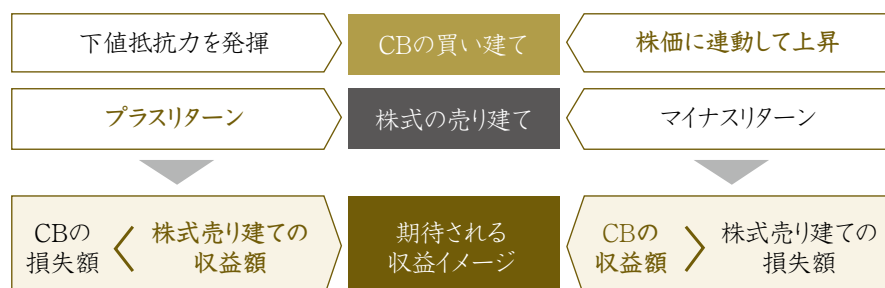 下値抵抗力を発揮
CBの買い建て
株価に連動して上昇
プラスリターン
株式の売り建て
マイナスリターン
CBの
損失額
株式売り建ての
収益額
期待される
収益イメージ
CBの
収益額
株式売り建ての
損失額